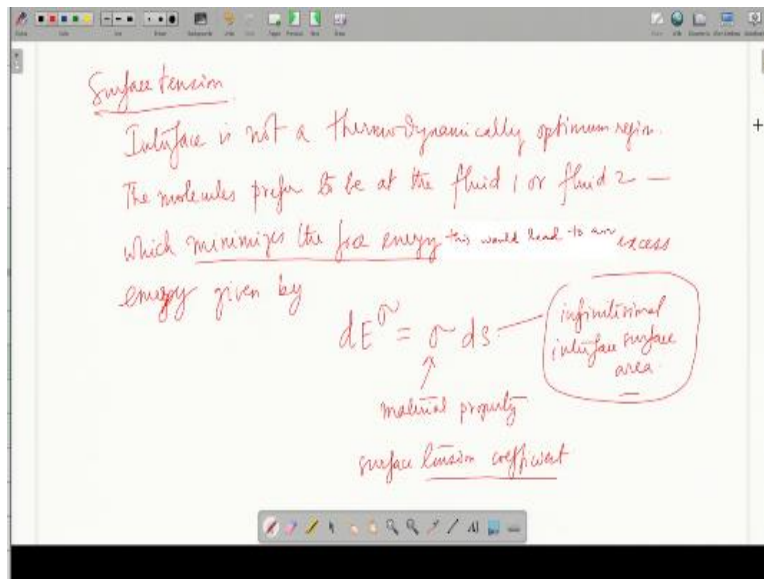 Surface tension
Interface is not a thermodynamically optimum region.
The molecules prefer to be at the fluid 1 or fluid 2 —
which minimizes the free energy this would lead to an excess
energy given by
dE^σ = σ ds
infinitisimal
interface surface
area.
material property
surface tension coefficient